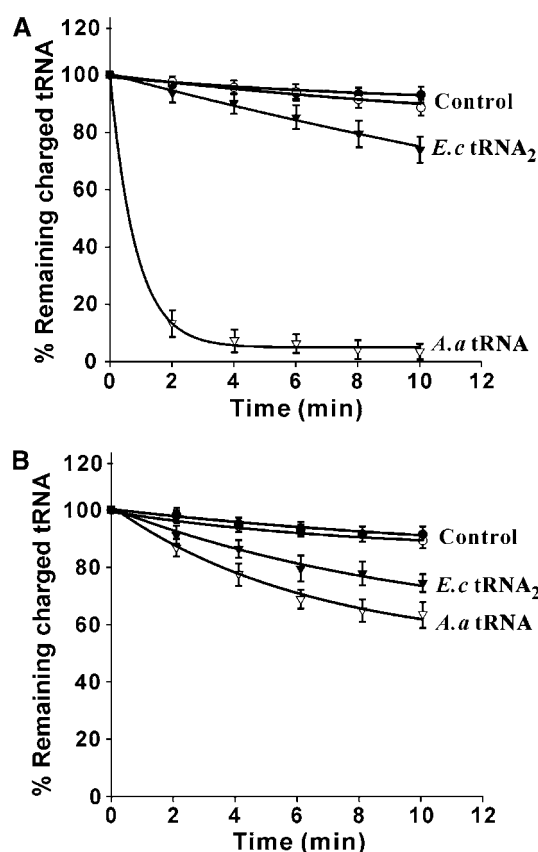 A
120
100
80
60
40
20
0
% Remaining charged tRNA
Control
E.c tRNA2
A.a tRNA
0 2 4 6 8 10 12
Time (min)
B
120
100
80
60
40
20
0
% Remaining charged tRNA
Control
E.c tRNA2
A.a tRNA
0 2 4 6 8 10 12
Time (min)